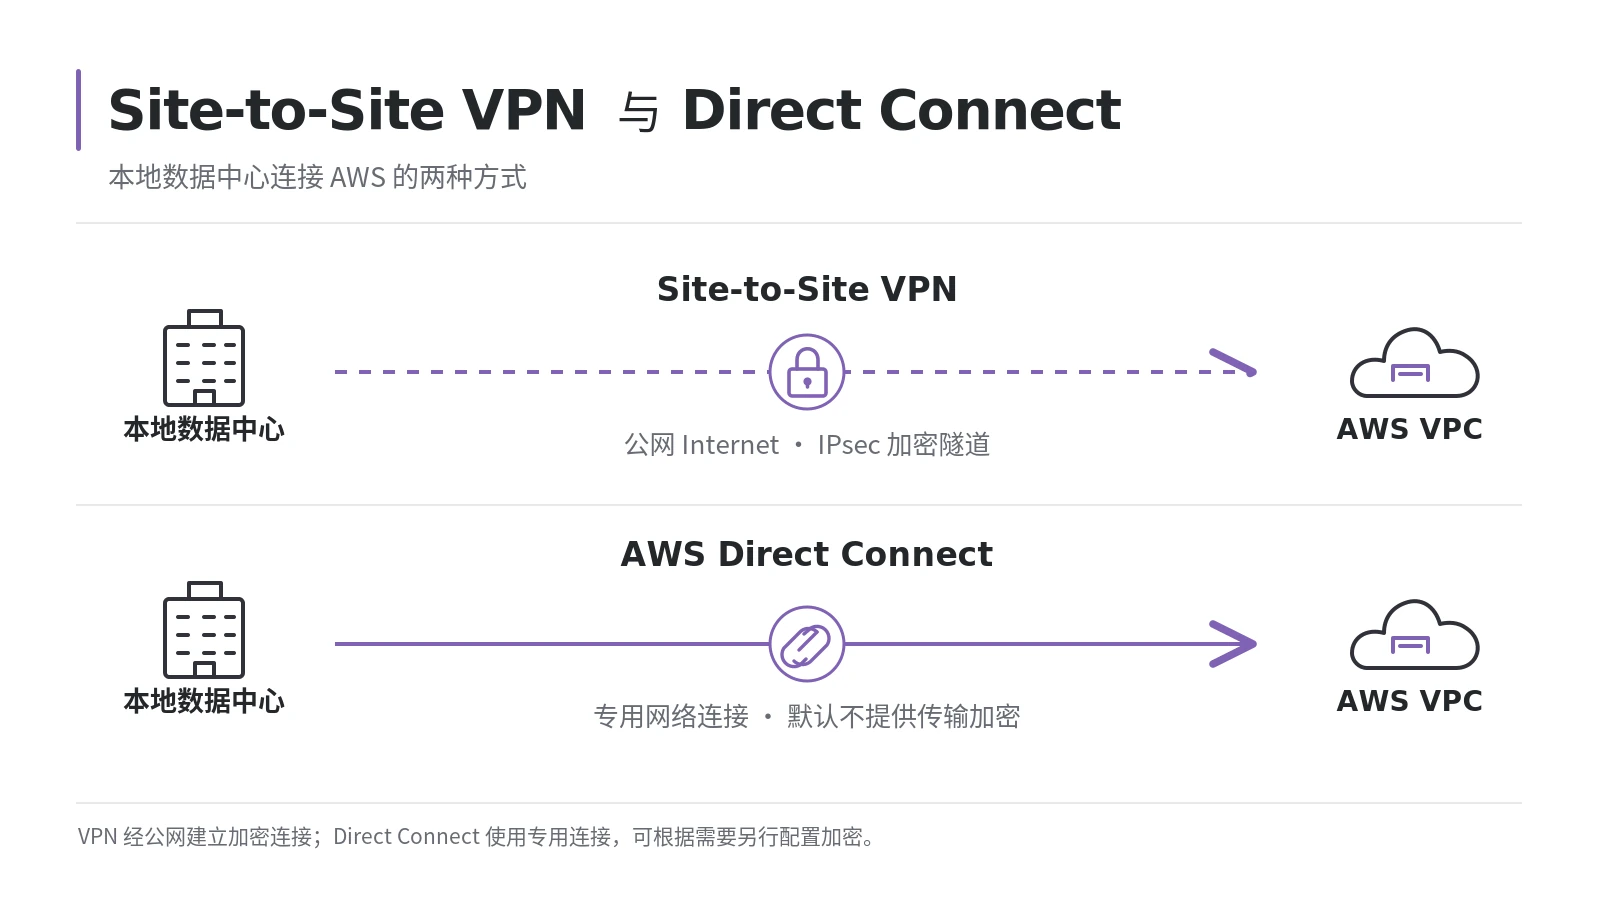 Site-to-Site VPN 与 Direct Connect
本地数据中心连接 AWS 的两种方式
Site-to-Site VPN
本地数据中心
公网 Internet • IPsec 加密隧道
AWS VPC
AWS Direct Connect
本地数据中心
专用网络连接 • 默认不提供传输加密
AWS VPC
VPN 经公网建立加密连接；Direct Connect 使用专用连接，可根据需要另行配置加密。